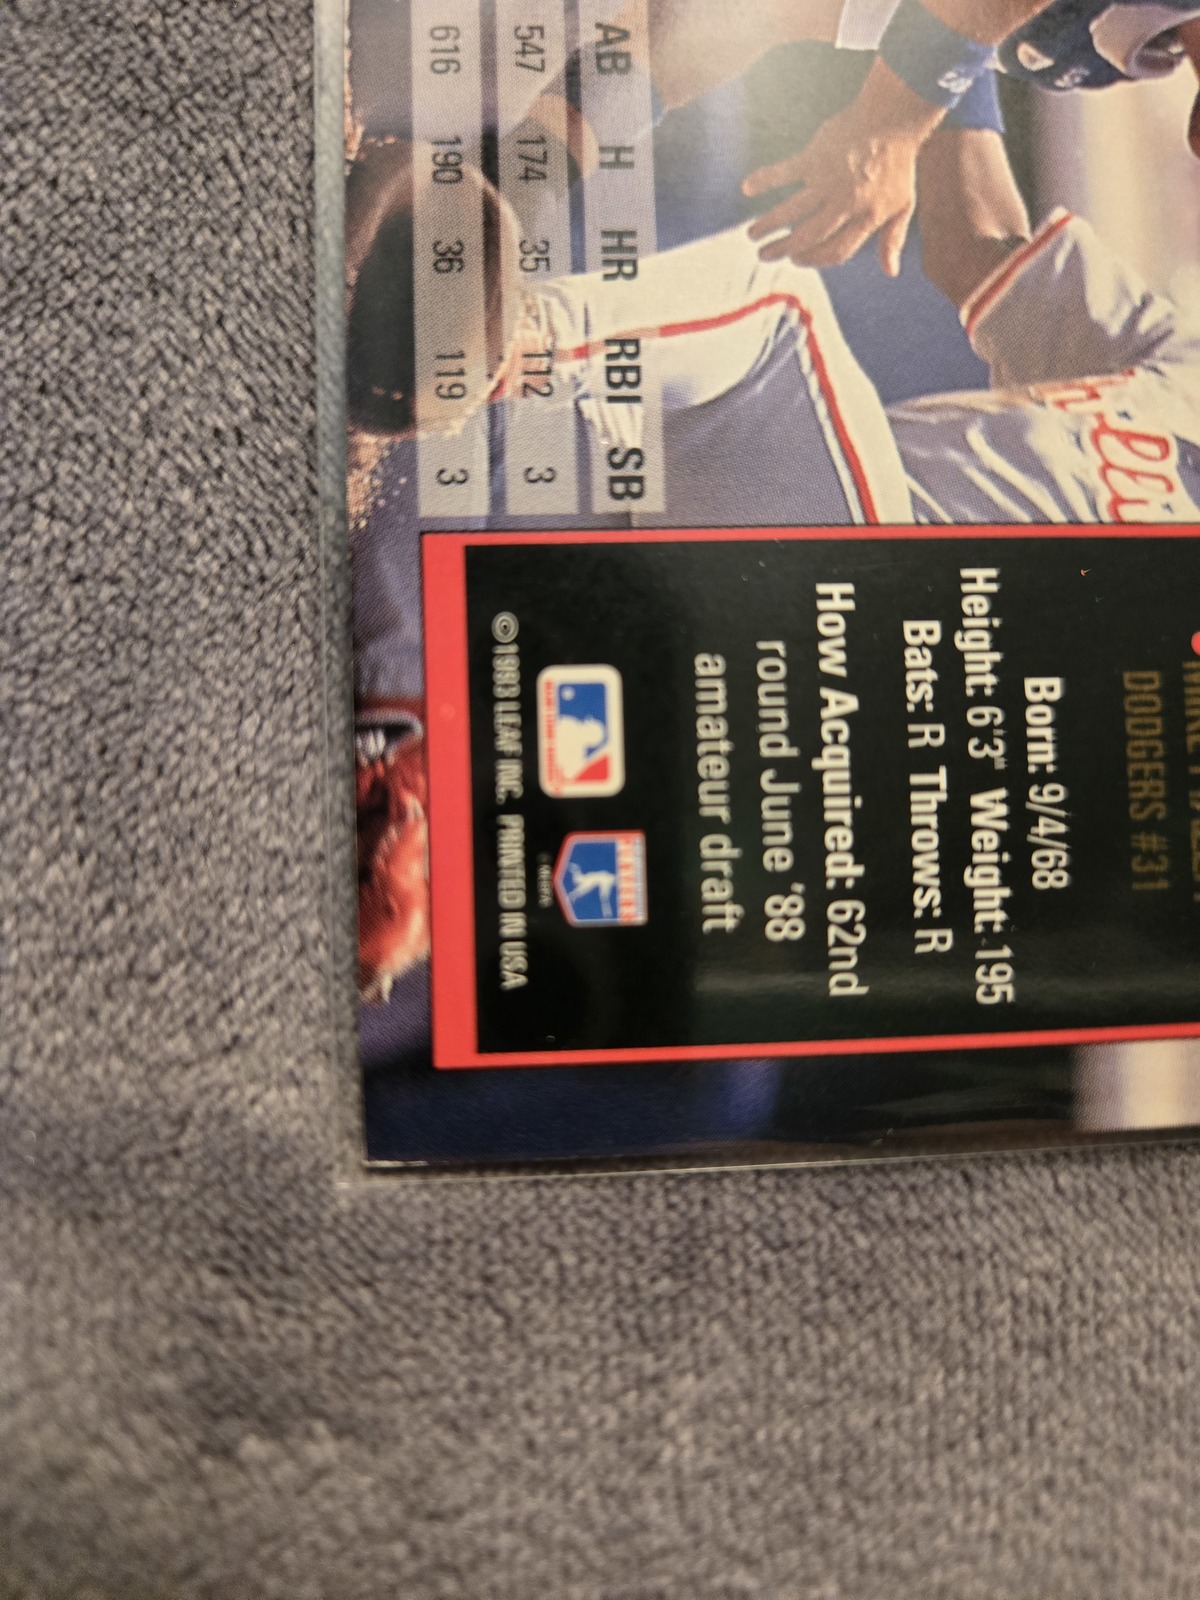 DODGERS #31
Born: 9/4/68
Height: 6'3" Weight: 195
Bats: R Throws: R
How Acquired: 62nd
round June '88
amateur draft
©1993 LEAF INC. PRINTED IN USA
AB H HR RBI SB
547 174 35 112 3
616 190 36 119 3